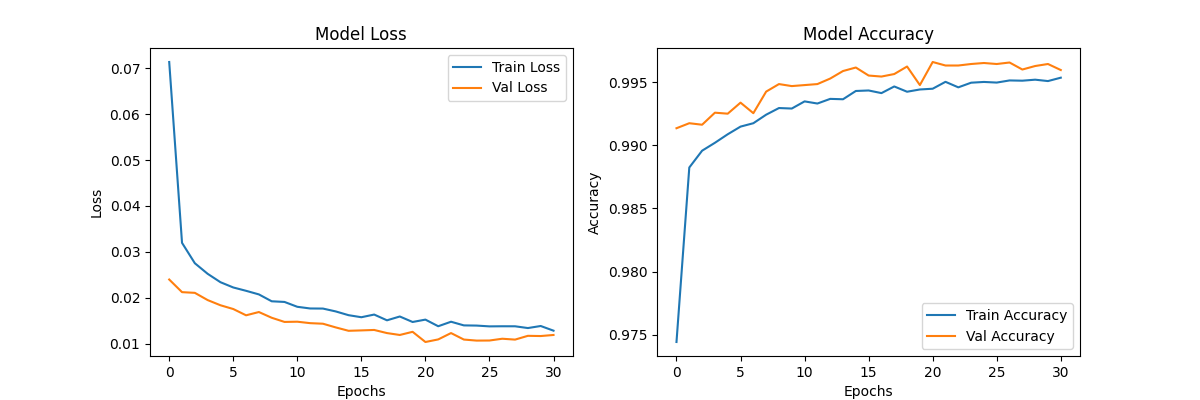 Model Loss
Loss
0.07
0.06
0.05
0.04
0.03
0.02
0.01
Train Loss
Val Loss
0 5 10 15 20 25 30
Epochs
Model Accuracy
Accuracy
0.995
0.990
0.985
0.980
0.975
Train Accuracy
Val Accuracy
0 5 10 15 20 25 30
Epochs